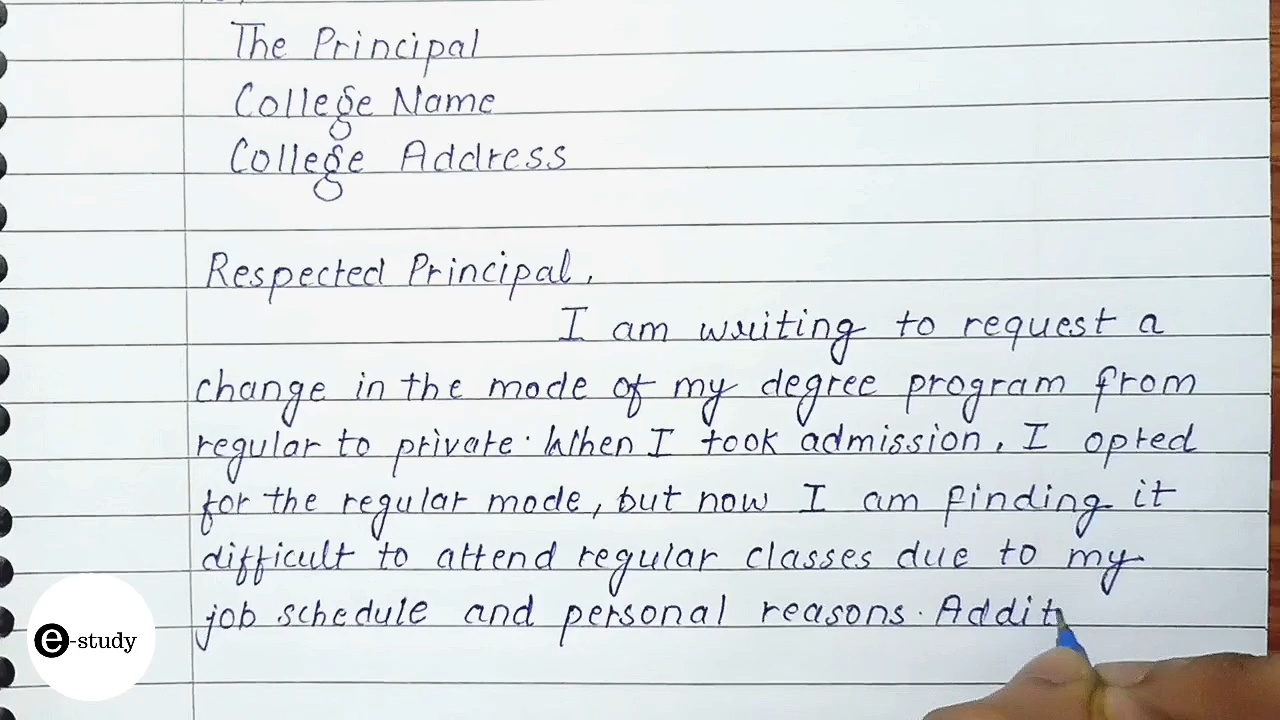 The Principal
College Name
College Address
Respected Principal,
I am writing to request a
change in the mode of my degree program from
regular to private. When I took admission, I opted
for the regular mode, but now I am finding it
difficult to attend regular classes due to my
job schedule and personal reasons. Addit
e-study